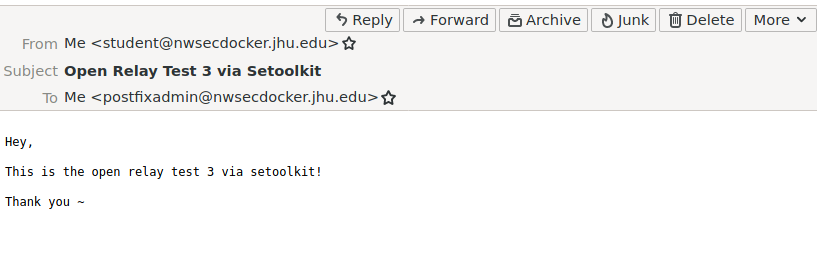 Reply Forward Archive Junk Delete More
From Me <student@nwsecdocker.jhu.edu>
Subject Open Relay Test 3 via Setoolkit
To Me <postfixadmin@nwsecdocker.jhu.edu>
Hey,
This is the open relay test 3 via setoolkit!
Thank you ~